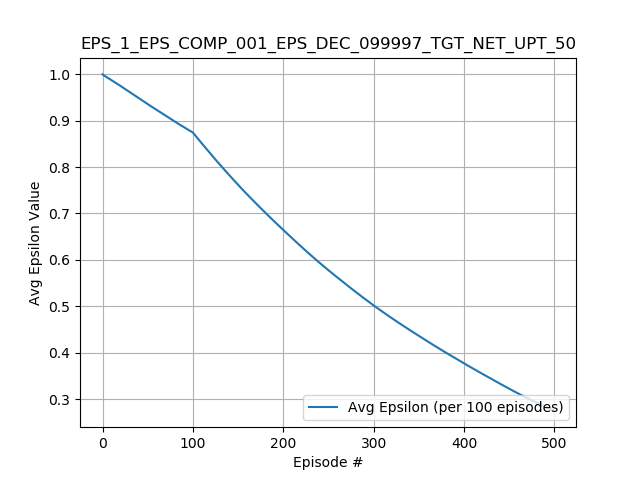 EPS_1_EPS_COMP_001_EPS_DEC_099997_TGT_NET_UPT_50
1.0
0.9
0.8
0.7
0.6
0.5
0.4
0.3
Avg Epsilon Value
Avg Epsilon (per 100 episodes)
0 100 200 300 400 500
Episode #